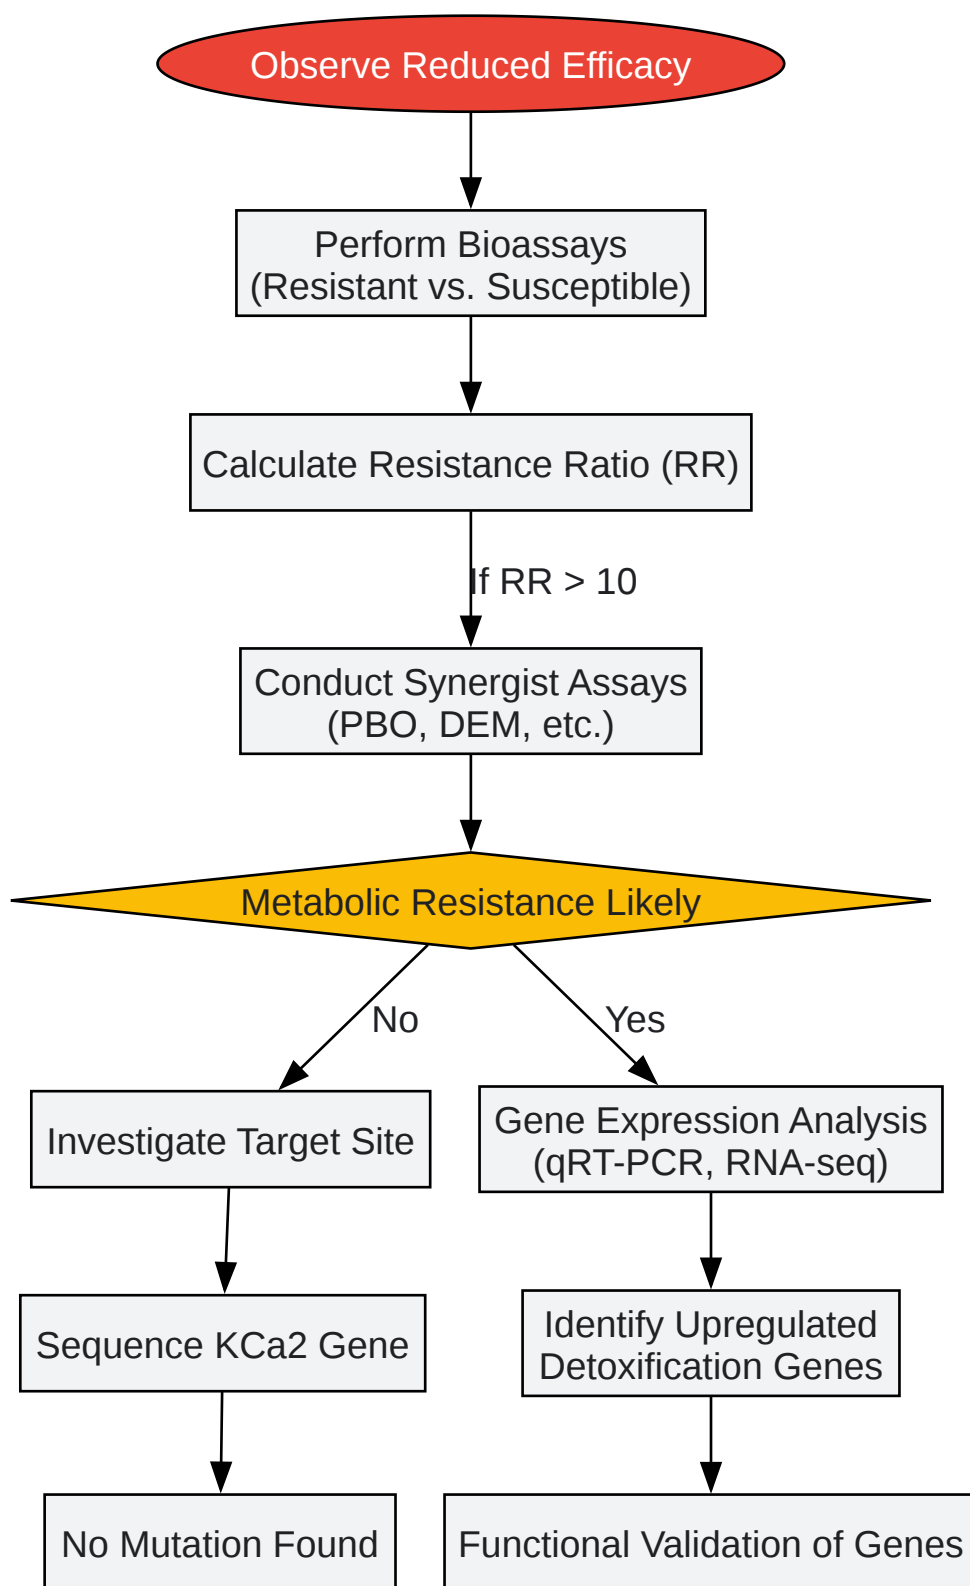 Observe Reduced Efficacy
Perform Bioassays
(Resistant vs. Susceptible)
Calculate Resistance Ratio (RR)
If RR > 10
Conduct Synergist Assays
(PBO, DEM, etc.)
Metabolic Resistance Likely
No
Yes
Investigate Target Site
Gene Expression Analysis
(qRT-PCR, RNA-seq)
Sequence KCa2 Gene
Identify Upregulated
Detoxification Genes
No Mutation Found
Functional Validation of Genes